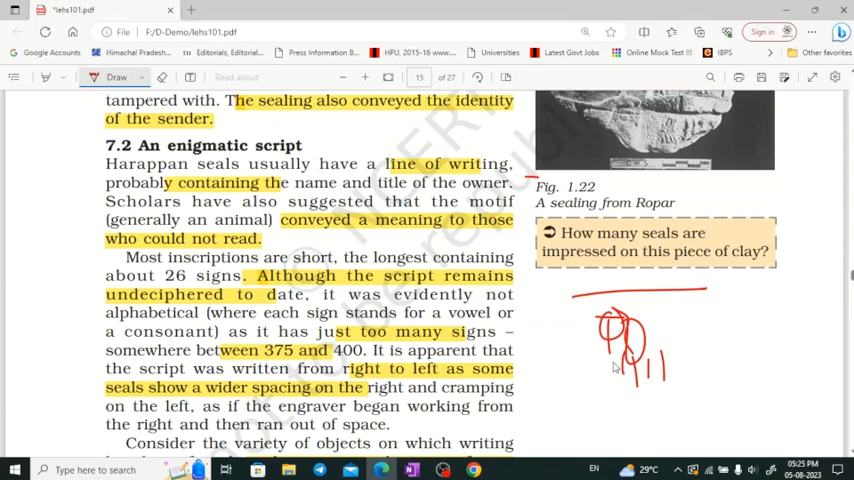 *lehs101.pdf
File
F:/D-Demo/lehs101.pdf
Sign in
Google Accounts
Himachal Pradesh...
Editorials, Editorial...
Press Information B...
HPU, 2015-16 www....
Universities
Latest Govt Jobs
Online Mock Test !!!...
IBPS
Other favorites
Draw
Read aloud
15 of 27
tampered with. The sealing also conveyed the identity
of the sender.
7.2 An enigmatic script
Harappan seals usually have a line of writing,
probably containing the name and title of the owner.
Scholars have also suggested that the motif
(generally an animal) conveyed a meaning to those
who could not read.
Most inscriptions are short, the longest containing
about 26 signs. Although the script remains
undeciphered to date, it was evidently not
alphabetical (where each sign stands for a vowel or
a consonant) as it has just too many signs –
somewhere between 375 and 400. It is apparent that
the script was written from right to left as some
seals show a wider spacing on the right and cramping
on the left, as if the engraver began working from
the right and then ran out of space.
Consider the variety of objects on which writing
Fig. 1.22
A sealing from Ropar
How many seals are
impressed on this piece of clay?
© NCERT
not to be republi
Type here to search
29°C
EN
05:25 PM
05-08-2023